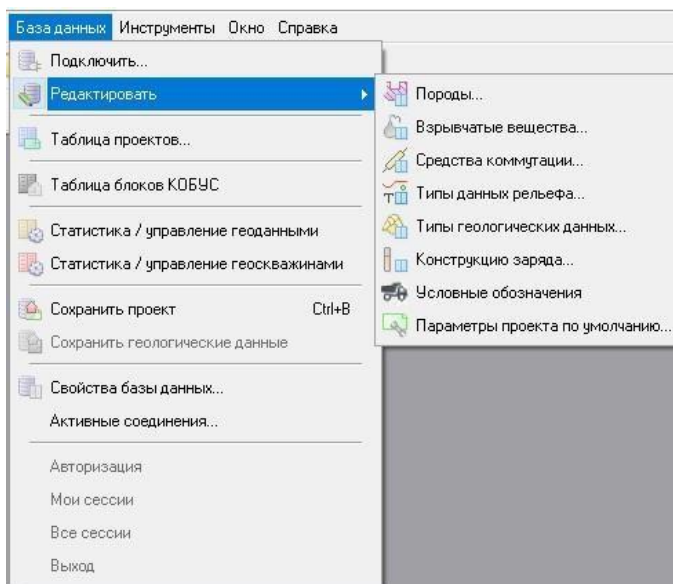 База данных Инструменты Окно Справка
Подключить...
Редактировать
Таблица проектов...
Таблица блоков КОБУС
Статистика / управление геоданными
Статистика / управление геоскважинами
Сохранить проект Ctrl+B
Сохранить геологические данные
Свойства базы данных...
Активные соединения...
Авторизация
Мои сессии
Все сессии
Выход
Породы...
Взрывчатые вещества...
Средства коммутации...
Типы данных рельефа...
Типы геологических данных...
Конструкцию заряда...
Условные обозначения
Параметры проекта по умолчанию...